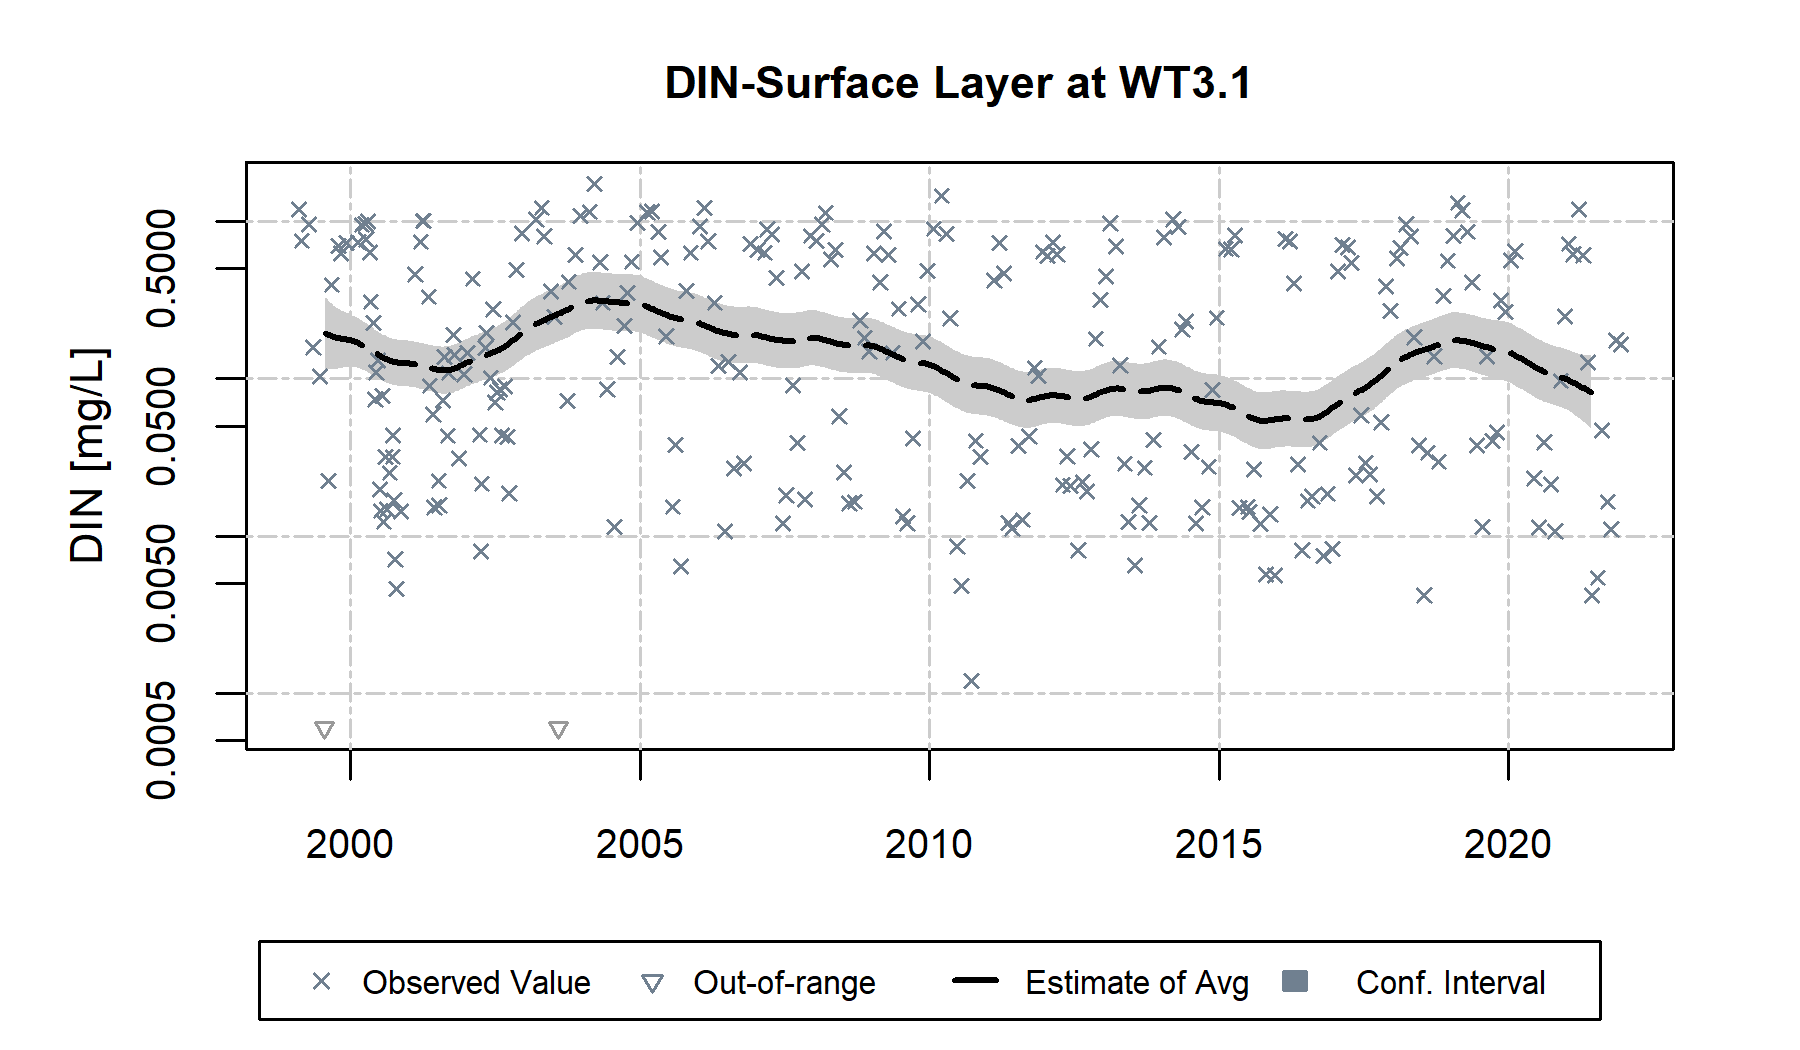 DIN-Surface Layer at WT3.1
DIN [mg/L]
0.5000
0.0500
0.0050
0.0005
2000 2005 2010 2015 2020
Observed Value Out-of-range Estimate of Avg Conf. Interval